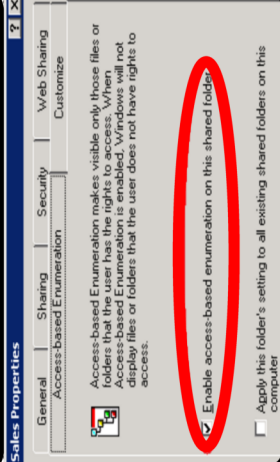 Sales Properties
General
Sharing
Security
Web Sharing
Access-based Enumeration
Customize
Access-based Enumeration makes visible only those files or
folders that the user has the rights to access. When
Access-based Enumeration is enabled, Windows will not
display files or folders that the user does not have rights to
access.
Enable access-based enumeration on this shared folder
Apply this folder's setting to all existing shared folders on this
computer